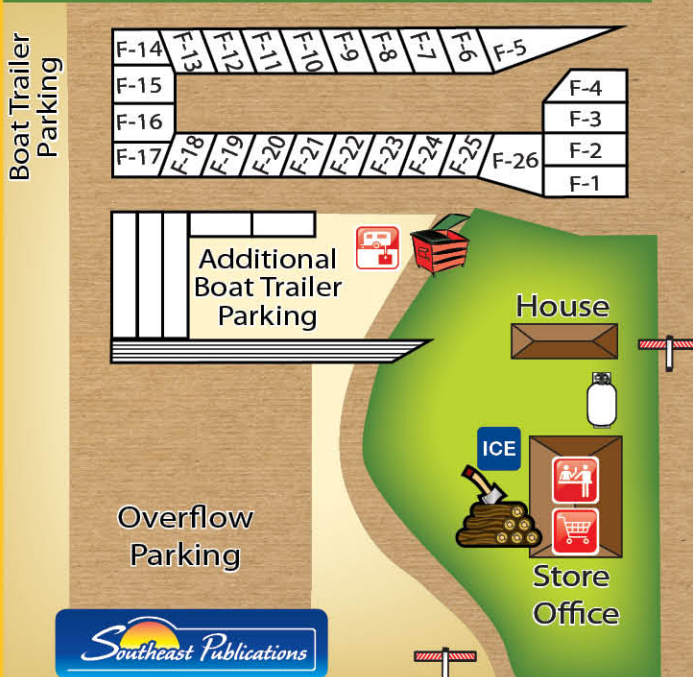 Boat Trailer
Parking
F-14
F-13
F-12
F-11
F-10
F-9
F-8
F-7
F-6
F-5
F-15
F-4
F-16
F-3
F-17
F-18
F-19
F-20
F-21
F-22
F-23
F-24
F-25
F-26
F-2
F-1
Additional
Boat Trailer
Parking
House
ICE
Overflow
Parking
Store
Office
Southeast Publications